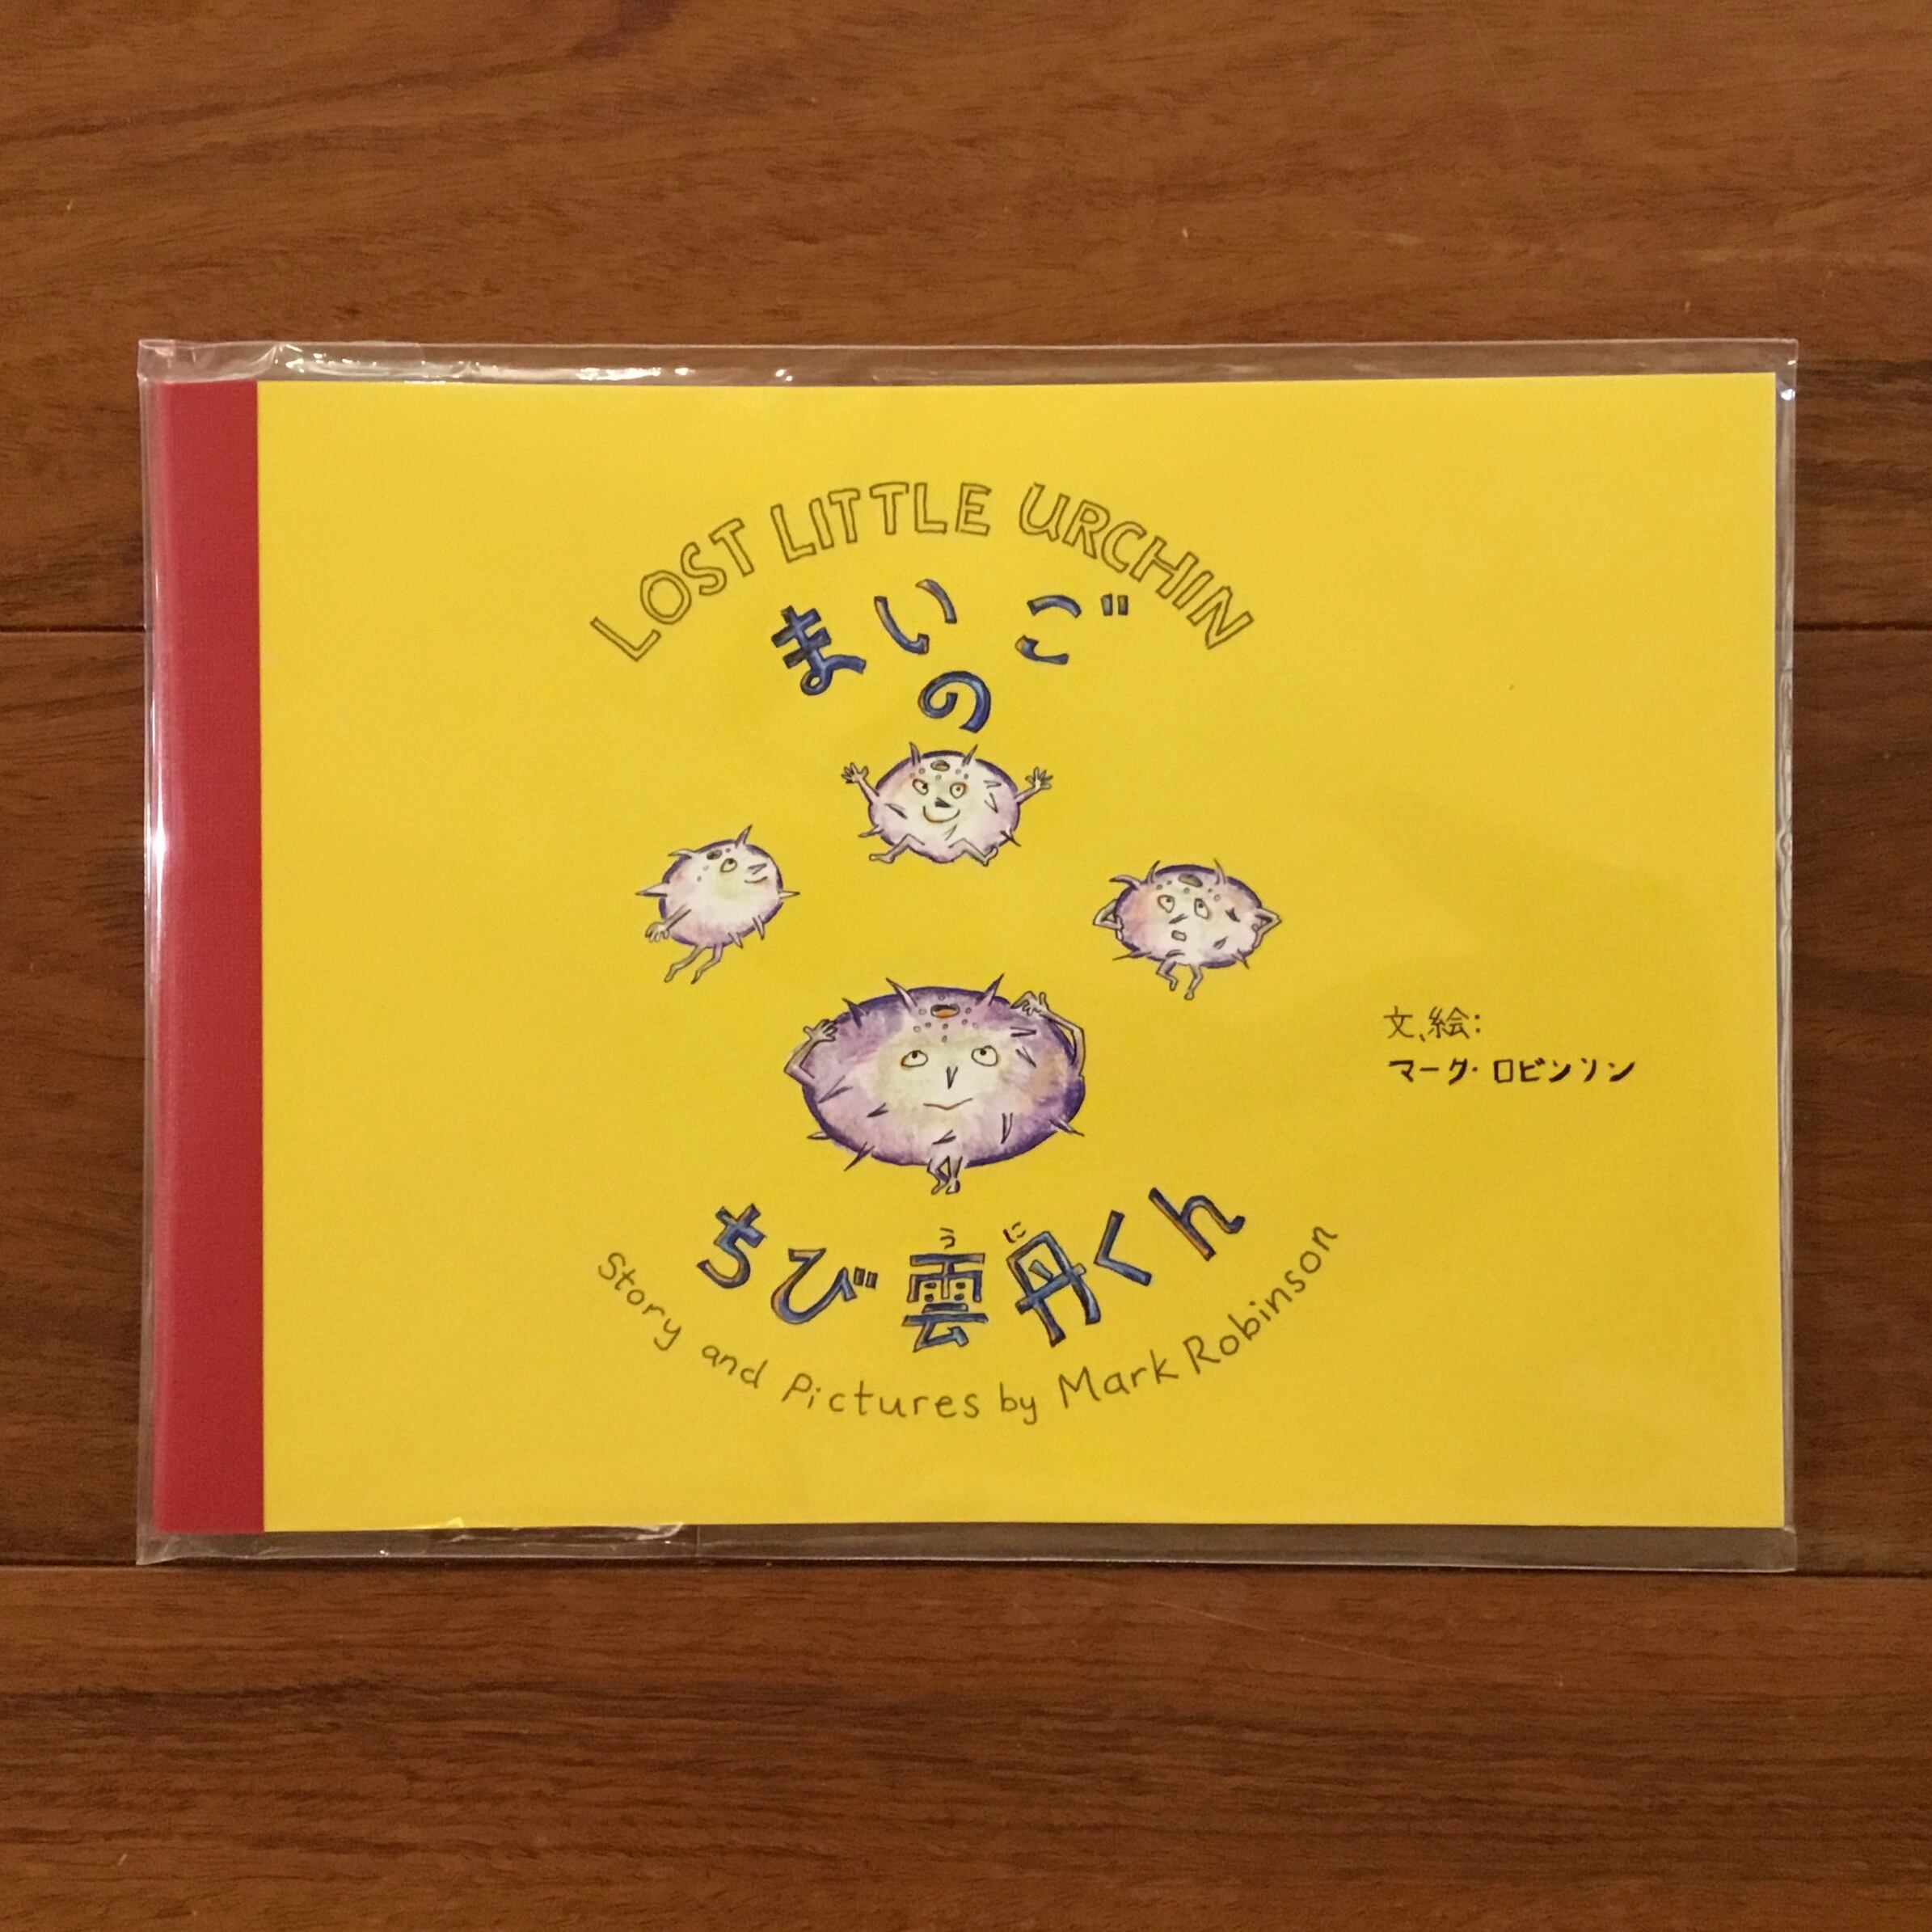 LOST LITTLE URCHIN
まいご
の
文、絵:
マーク・ロビンソン
うに
ちび雲丹くん
Story and Pictures by Mark Robinson